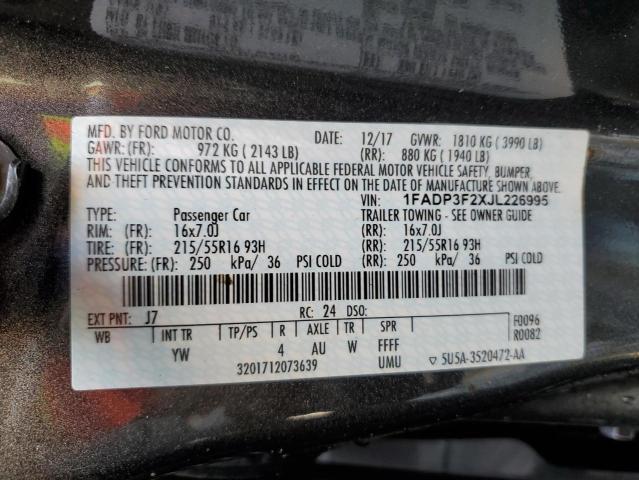 MFD. BY FORD MOTOR CO. DATE: 12/17 GVWR: 1810 KG (3990 LB)
GAWR: (FR): 972 KG (2143 LB) (RR): 880 KG (1940 LB)
THIS VEHICLE CONFORMS TO ALL APPLICABLE FEDERAL MOTOR VEHICLE SAFETY, BUMPER,
AND THEFT PREVENTION STANDARDS IN EFFECT ON THE DATE OF MANUFACTURE SHOWN ABOVE.
VIN: 1FADP3F2XJL226995
TYPE: Passenger Car TRAILER TOWING - SEE OWNER GUIDE
RIM: (FR): 16x7.0J (RR): 16x7.0J
TIRE: (FR): 215/55R16 93H (RR): 215/55R16 93H
PRESSURE: (FR): 250 kPa/ 36 PSI COLD (RR): 250 kPa/ 36 PSI COLD
EXT PNT: J7 RC: 24 DSO: F0096
WB INT TR TP/PS R AXLE TR SPR R0082
YW 4 AU W FFFF
3201712073639 UMU ▽ 5U5A-3520472-AA